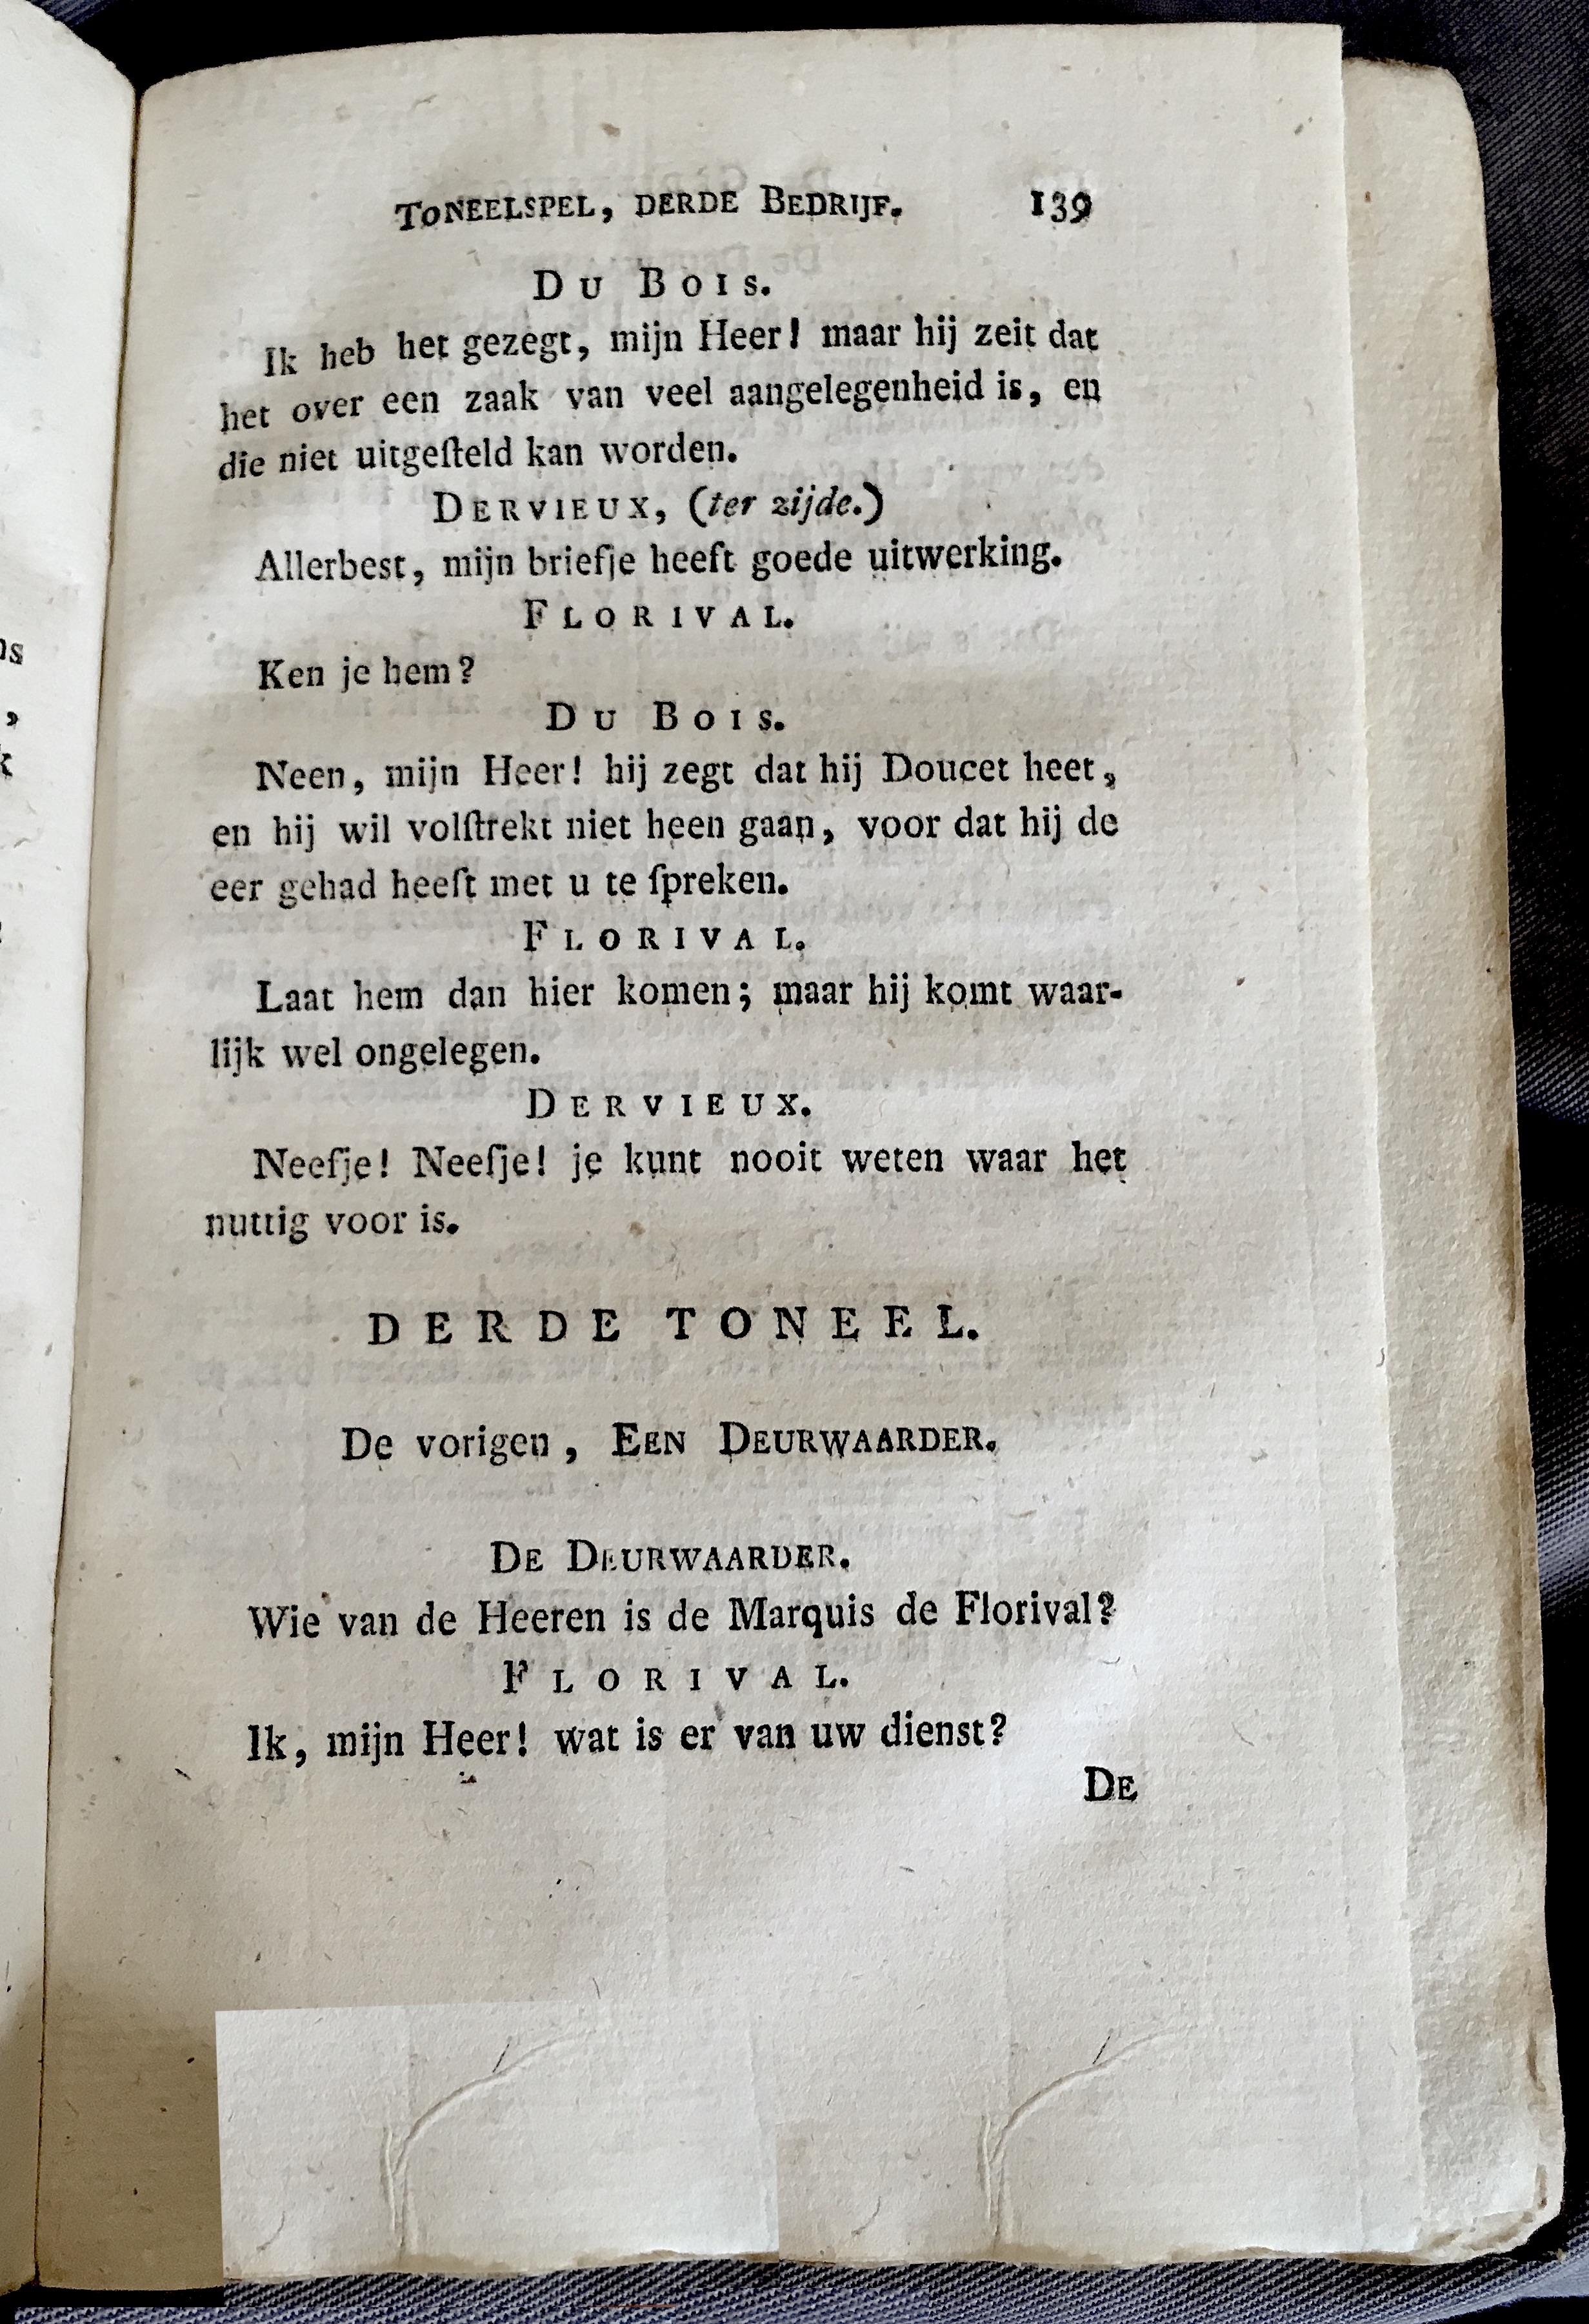 TONEELSPEL, DERDE BEDRIJF. 139
DU BOIS.
Ik heb het gezegt, mijn Heer! maar hij zeit dat
het over een zaak van veel aangelegenheid is, en
die niet uitgeſteld kan worden.
DERVIEUX, (ter zijde.)
Allerbest, mijn briefje heeft goede uitwerking.
FLORIVAL.
Ken je hem?
DU BOIS.
Neen, mijn Heer! hij zegt dat hij Doucet heet,
en hij wil volſtrekt niet heen gaan, voor dat hij de
eer gehad heeft met u te ſpreken.
FLORIVAL.
Laat hem dan hier komen; maar hij komt waar-
lijk wel ongelegen.
DERVIEUX.
Neefje! Neefje! je kunt nooit weten waar het
nuttig voor is.
DERDE TONEEL.
De vorigen, EEN DEURWAARDER.
DE DEURWAARDER.
Wie van de Heeren is de Marquis de Florival?
FLORIVAL.
Ik, mijn Heer! wat is er van uw dienst?
DE